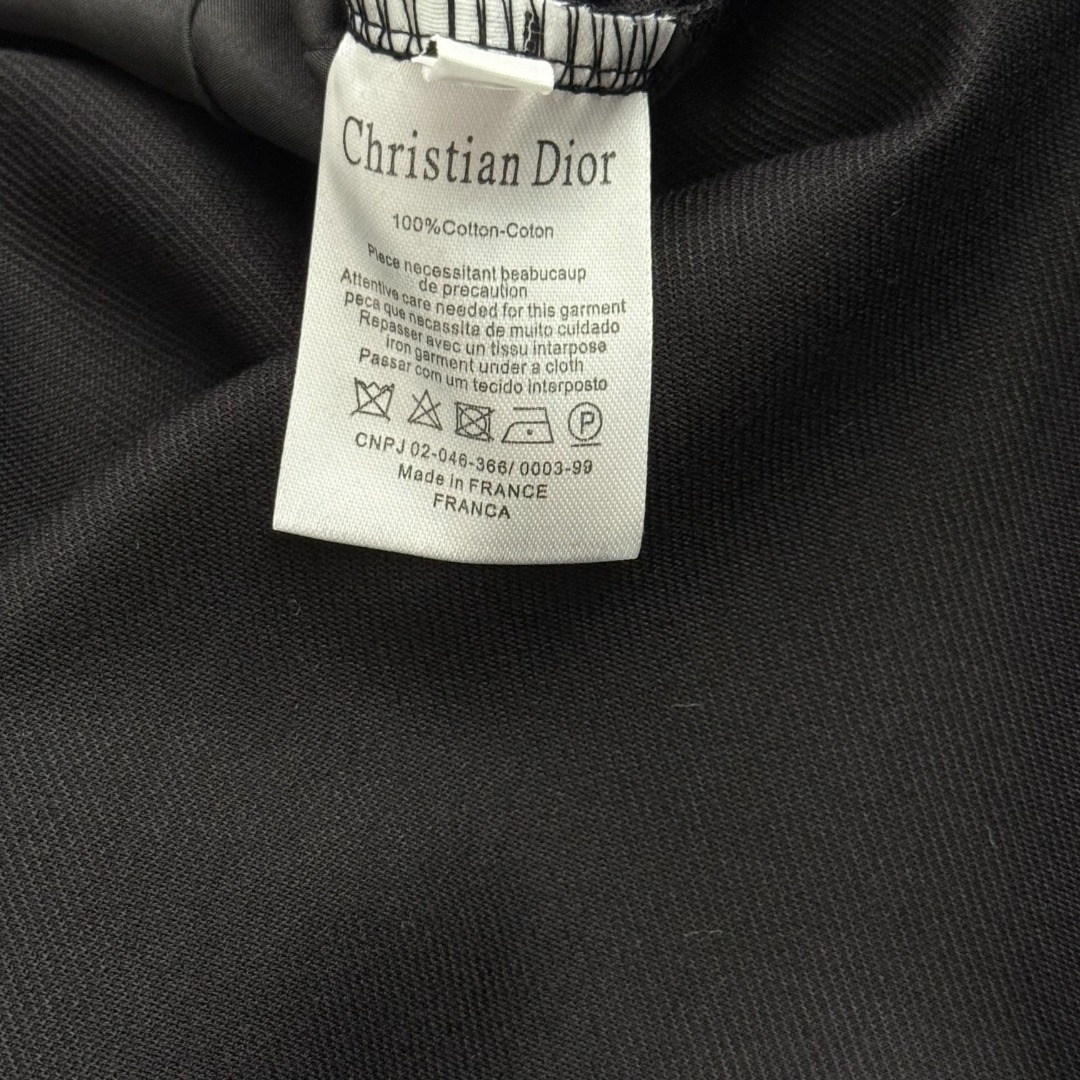 Christian Dior
100%Cotton-Coton
Piece necessitant beabucaup
de precaution
Attentive care needed for this garment
peca que necassita de muito cuidado
Repasser avec un tissu intarpose
iron garment under a cloth
Passar com um tecido interposto
P
CNPJ 02-046-366/ 0003-99
Made in FRANCE
FRANCA